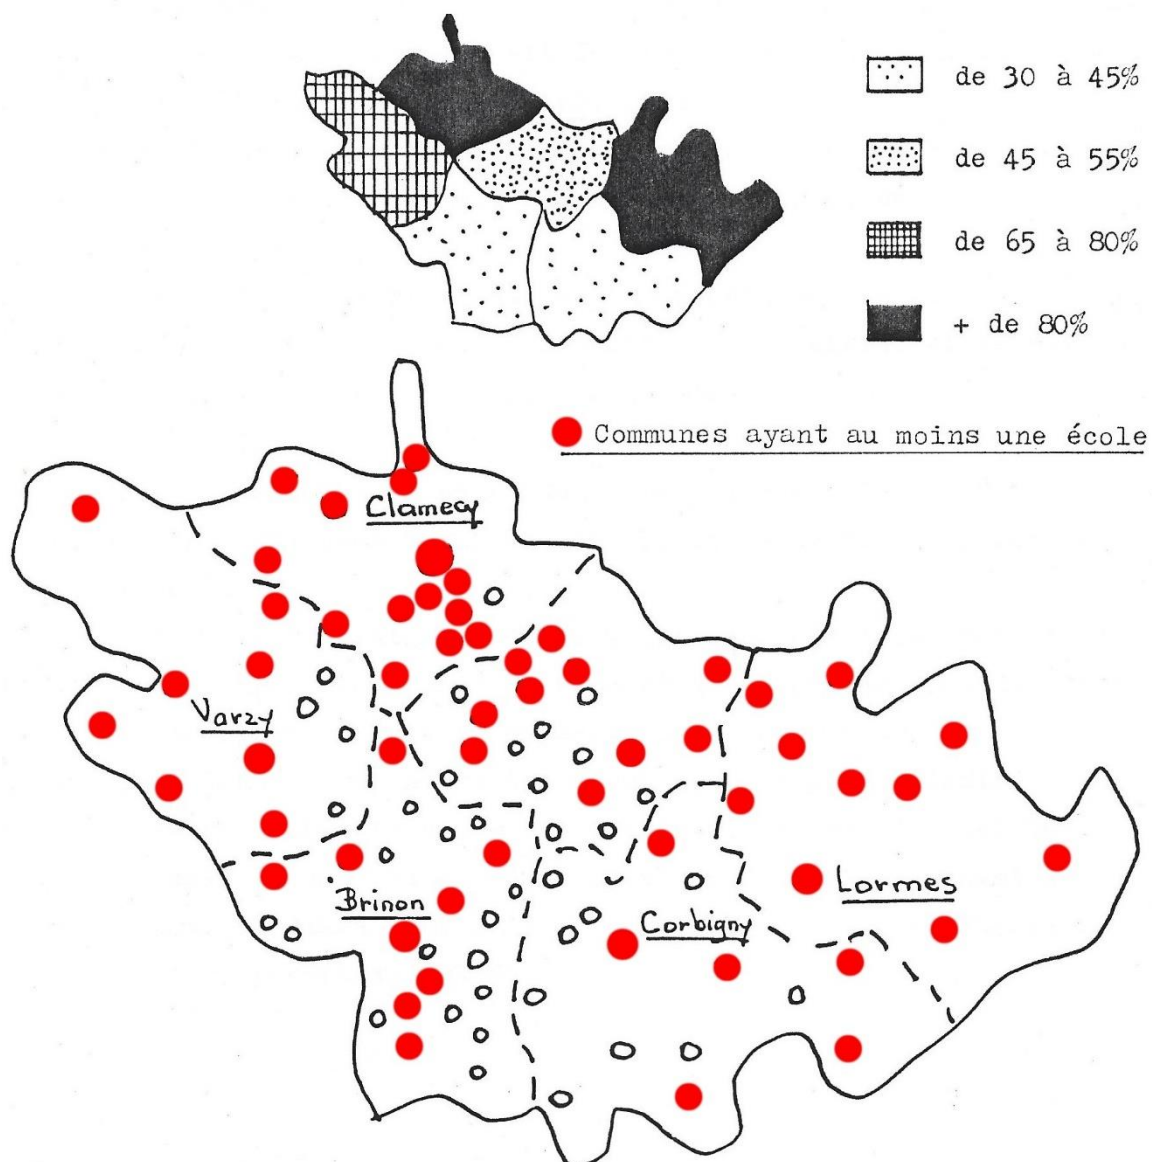 de 30 à 45%
de 45 à 55%
de 65 à 80%
+ de 80%
Communes ayant au moins une école
Clamecy
Varzy
Brinon
Corbigny
Lormes